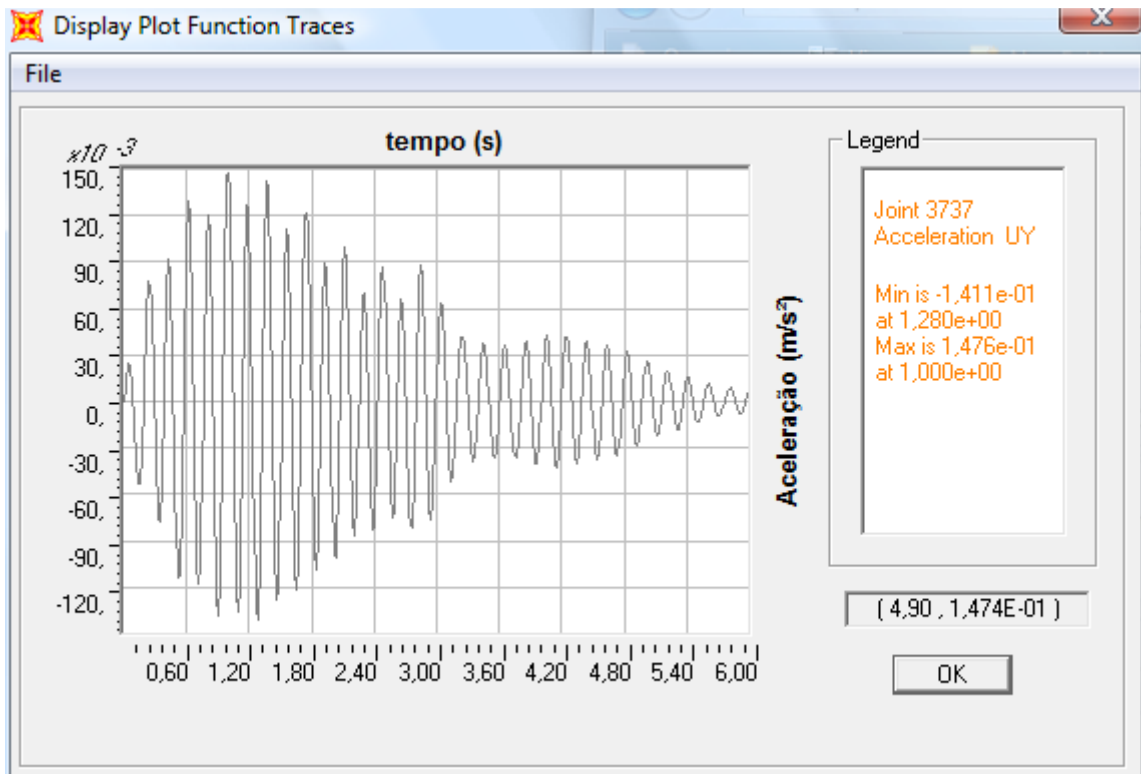 Display Plot Function Traces
File
tempo (s)
x10 -3
150,
120,
90,
60,
30,
0,
-30,
-60,
-90,
-120,
0,60 1,20 1,80 2,40 3,00 3,60 4,20 4,80 5,40 6,00
Aceleração (m/s²)
Legend
Joint 3737
Acceleration UY
Min is -1,411e-01
at 1,280e+00
Max is 1,476e-01
at 1,000e+00
( 4,90 , 1,474E-01 )
OK